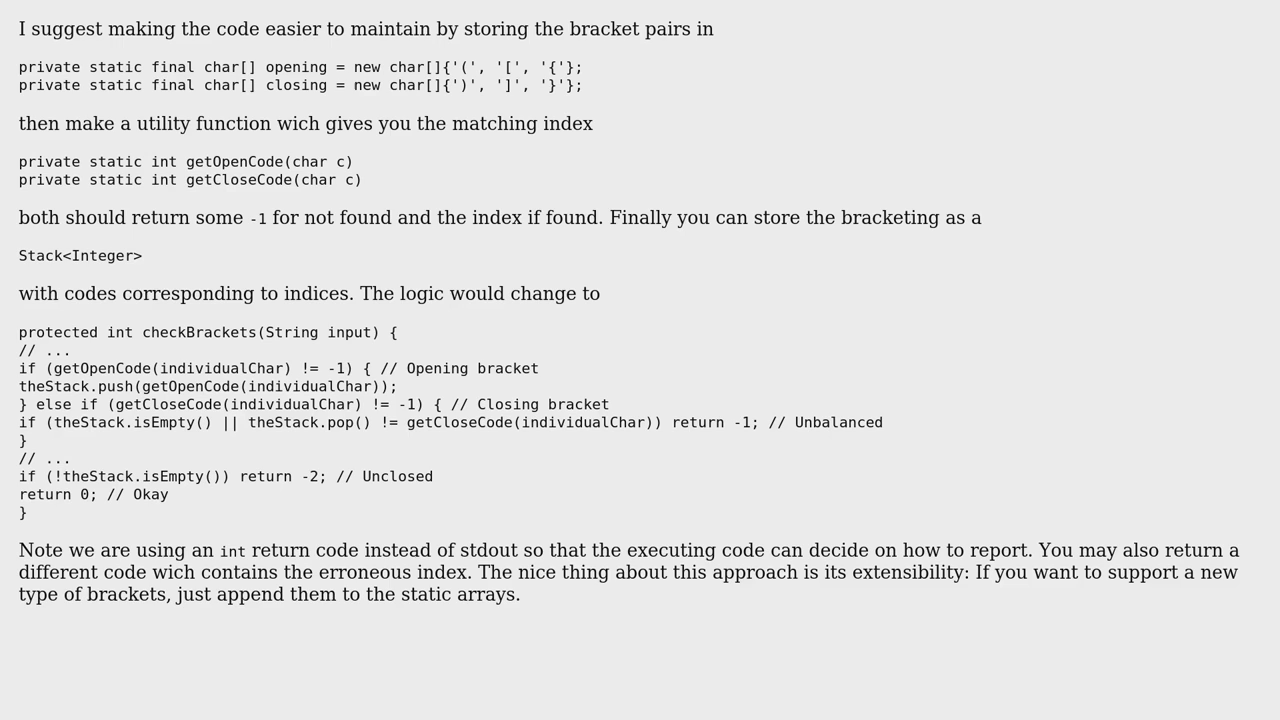 I suggest making the code easier to maintain by storing the bracket pairs in
private static final char[] opening = new char[]{'(', '[', '{'};
private static final char[] closing = new char[]{')', ']', '}'};
then make a utility function wich gives you the matching index
private static int getOpenCode(char c)
private static int getCloseCode(char c)
both should return some -1 for not found and the index if found. Finally you can store the bracketing as a
Stack<Integer>
with codes corresponding to indices. The logic would change to
protected int checkBrackets(String input) {
// ...
if (getOpenCode(individualChar) != -1) { // Opening bracket
theStack.push(getOpenCode(individualChar));
} else if (getCloseCode(individualChar) != -1) { // Closing bracket
if (theStack.isEmpty() || theStack.pop() != getCloseCode(individualChar)) return -1; // Unbalanced
}
// ...
if (!theStack.isEmpty()) return -2; // Unclosed
return 0; // Okay
}
Note we are using an int return code instead of stdout so that the executing code can decide on how to report. You may also return a
different code wich contains the erroneous index. The nice thing about this approach is its extensibility: If you want to support a new
type of brackets, just append them to the static arrays.